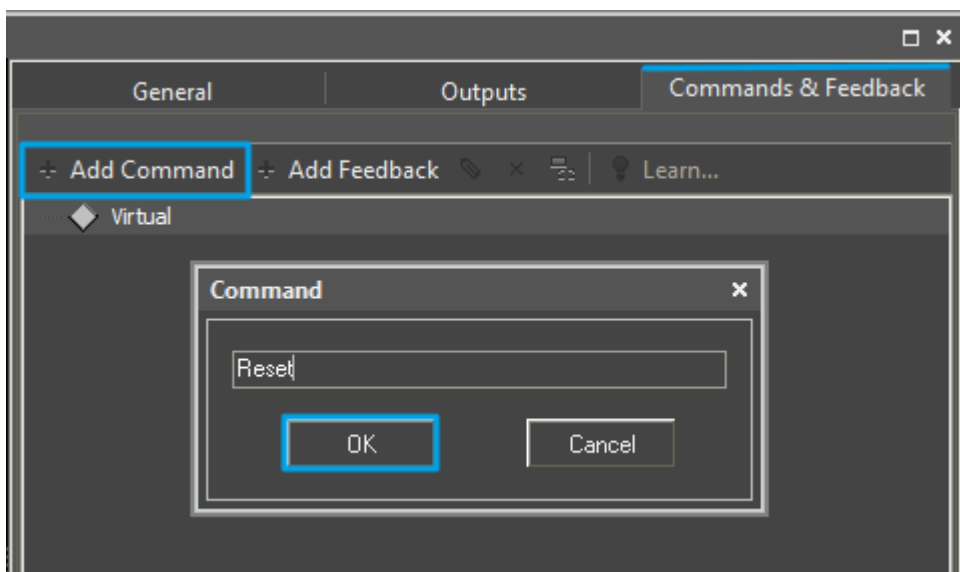 General Outputs Commands & Feedback
Add Command Add Feedback Learn...
Virtual
Command
Reset
OK Cancel